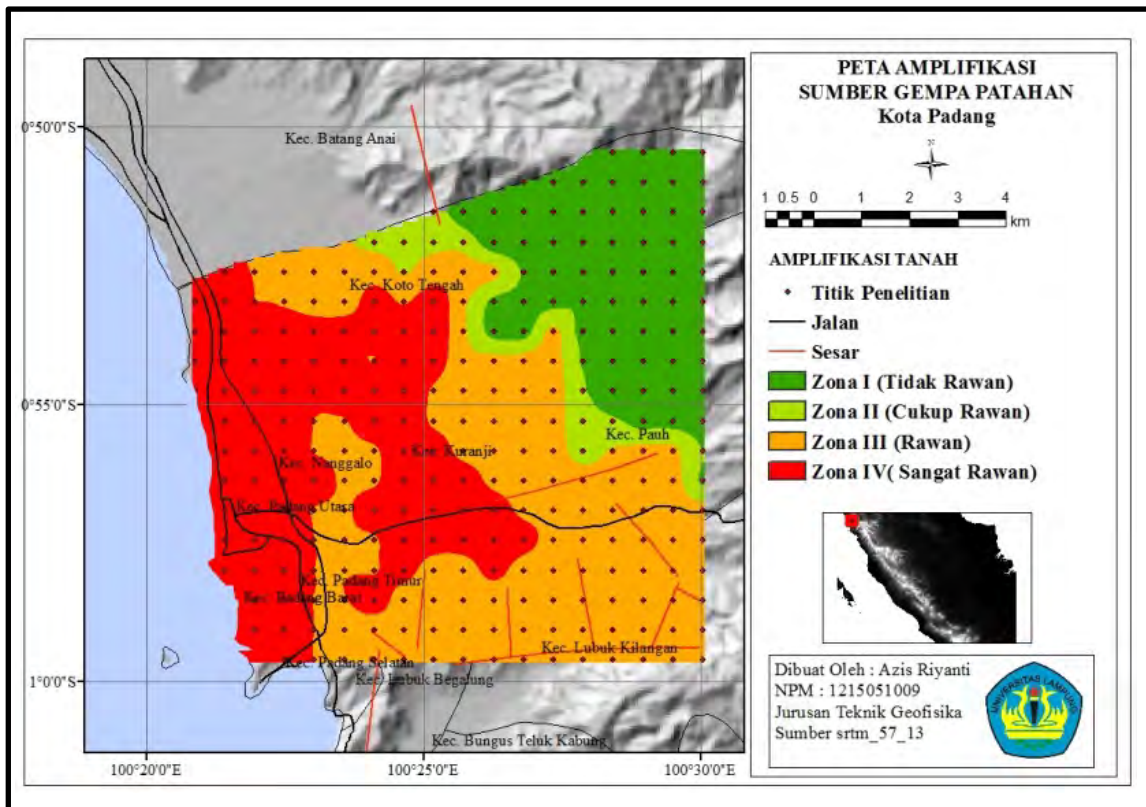 PETA AMPLIFIKASI
SUMBER GEMPA PATAHAN
Kota Padang
N
1 0.5 0 1 2 3 4
km
AMPLIFIKASI TANAH
Titik Penelitian
Jalan
Sesar
Zona I (Tidak Rawan)
Zona II (Cukup Rawan)
Zona III (Rawan)
Zona IV( Sangat Rawan)
Dibuat Oleh : Azis Riyanti
NPM : 1215051009
Jurusan Teknik Geofisika
Sumber srtm_57_13
UNIVERSITAS LAMPUNG
0°50'0"S
0°55'0"S
1°00'0"S
100°20'0"E
100°25'0"E
100°30'0"E
Kec. Batang Anai
Kec. Koto Tengah
Kec. Pauh
Kec. Kuranji
Kec. Nanggalo
Kec. Padang Utara
Kec. Padang Timur
Kec. Padang Barat
Kec. Lubuk Kilangan
Kec. Padang Selatan
Kec. Lubuk Begalung
Kec. Bungus Teluk Kabung